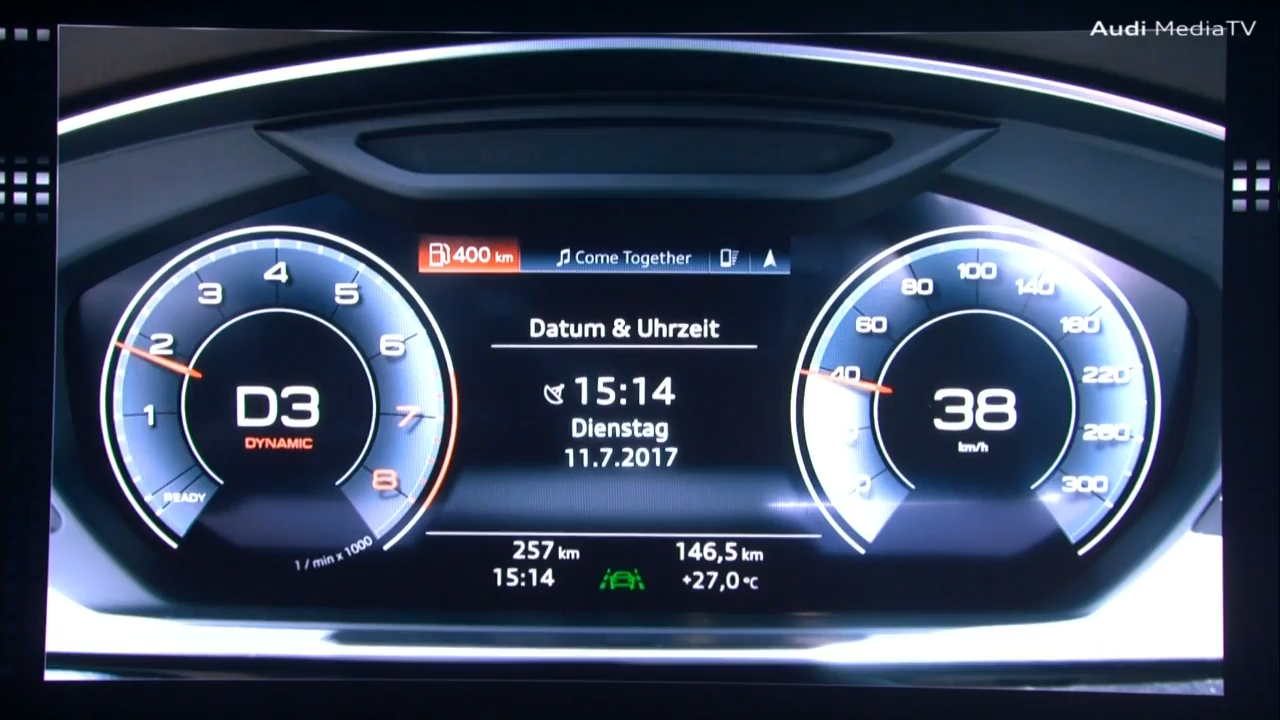 Audi MediaTV
400 km
Come Together
Datum & Uhrzeit
15:14
Dienstag
11.7.2017
1
2
3
4
5
6
7
8
READY
D3
DYNAMIC
1 / min x 1000
40
60
80
100
140
180
220
260
300
38
km/h
257 km
146,5 km
15:14
+27,0 °C